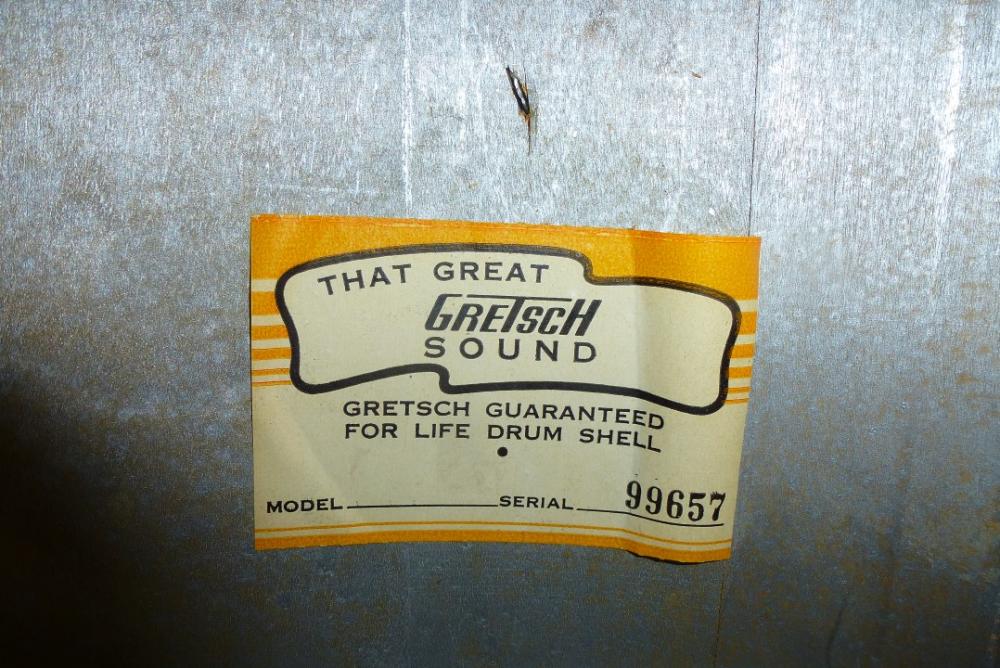 THAT GREAT
GRETSCH
SOUND
GRETSCH GUARANTEED
FOR LIFE DRUM SHELL
MODEL SERIAL 99657